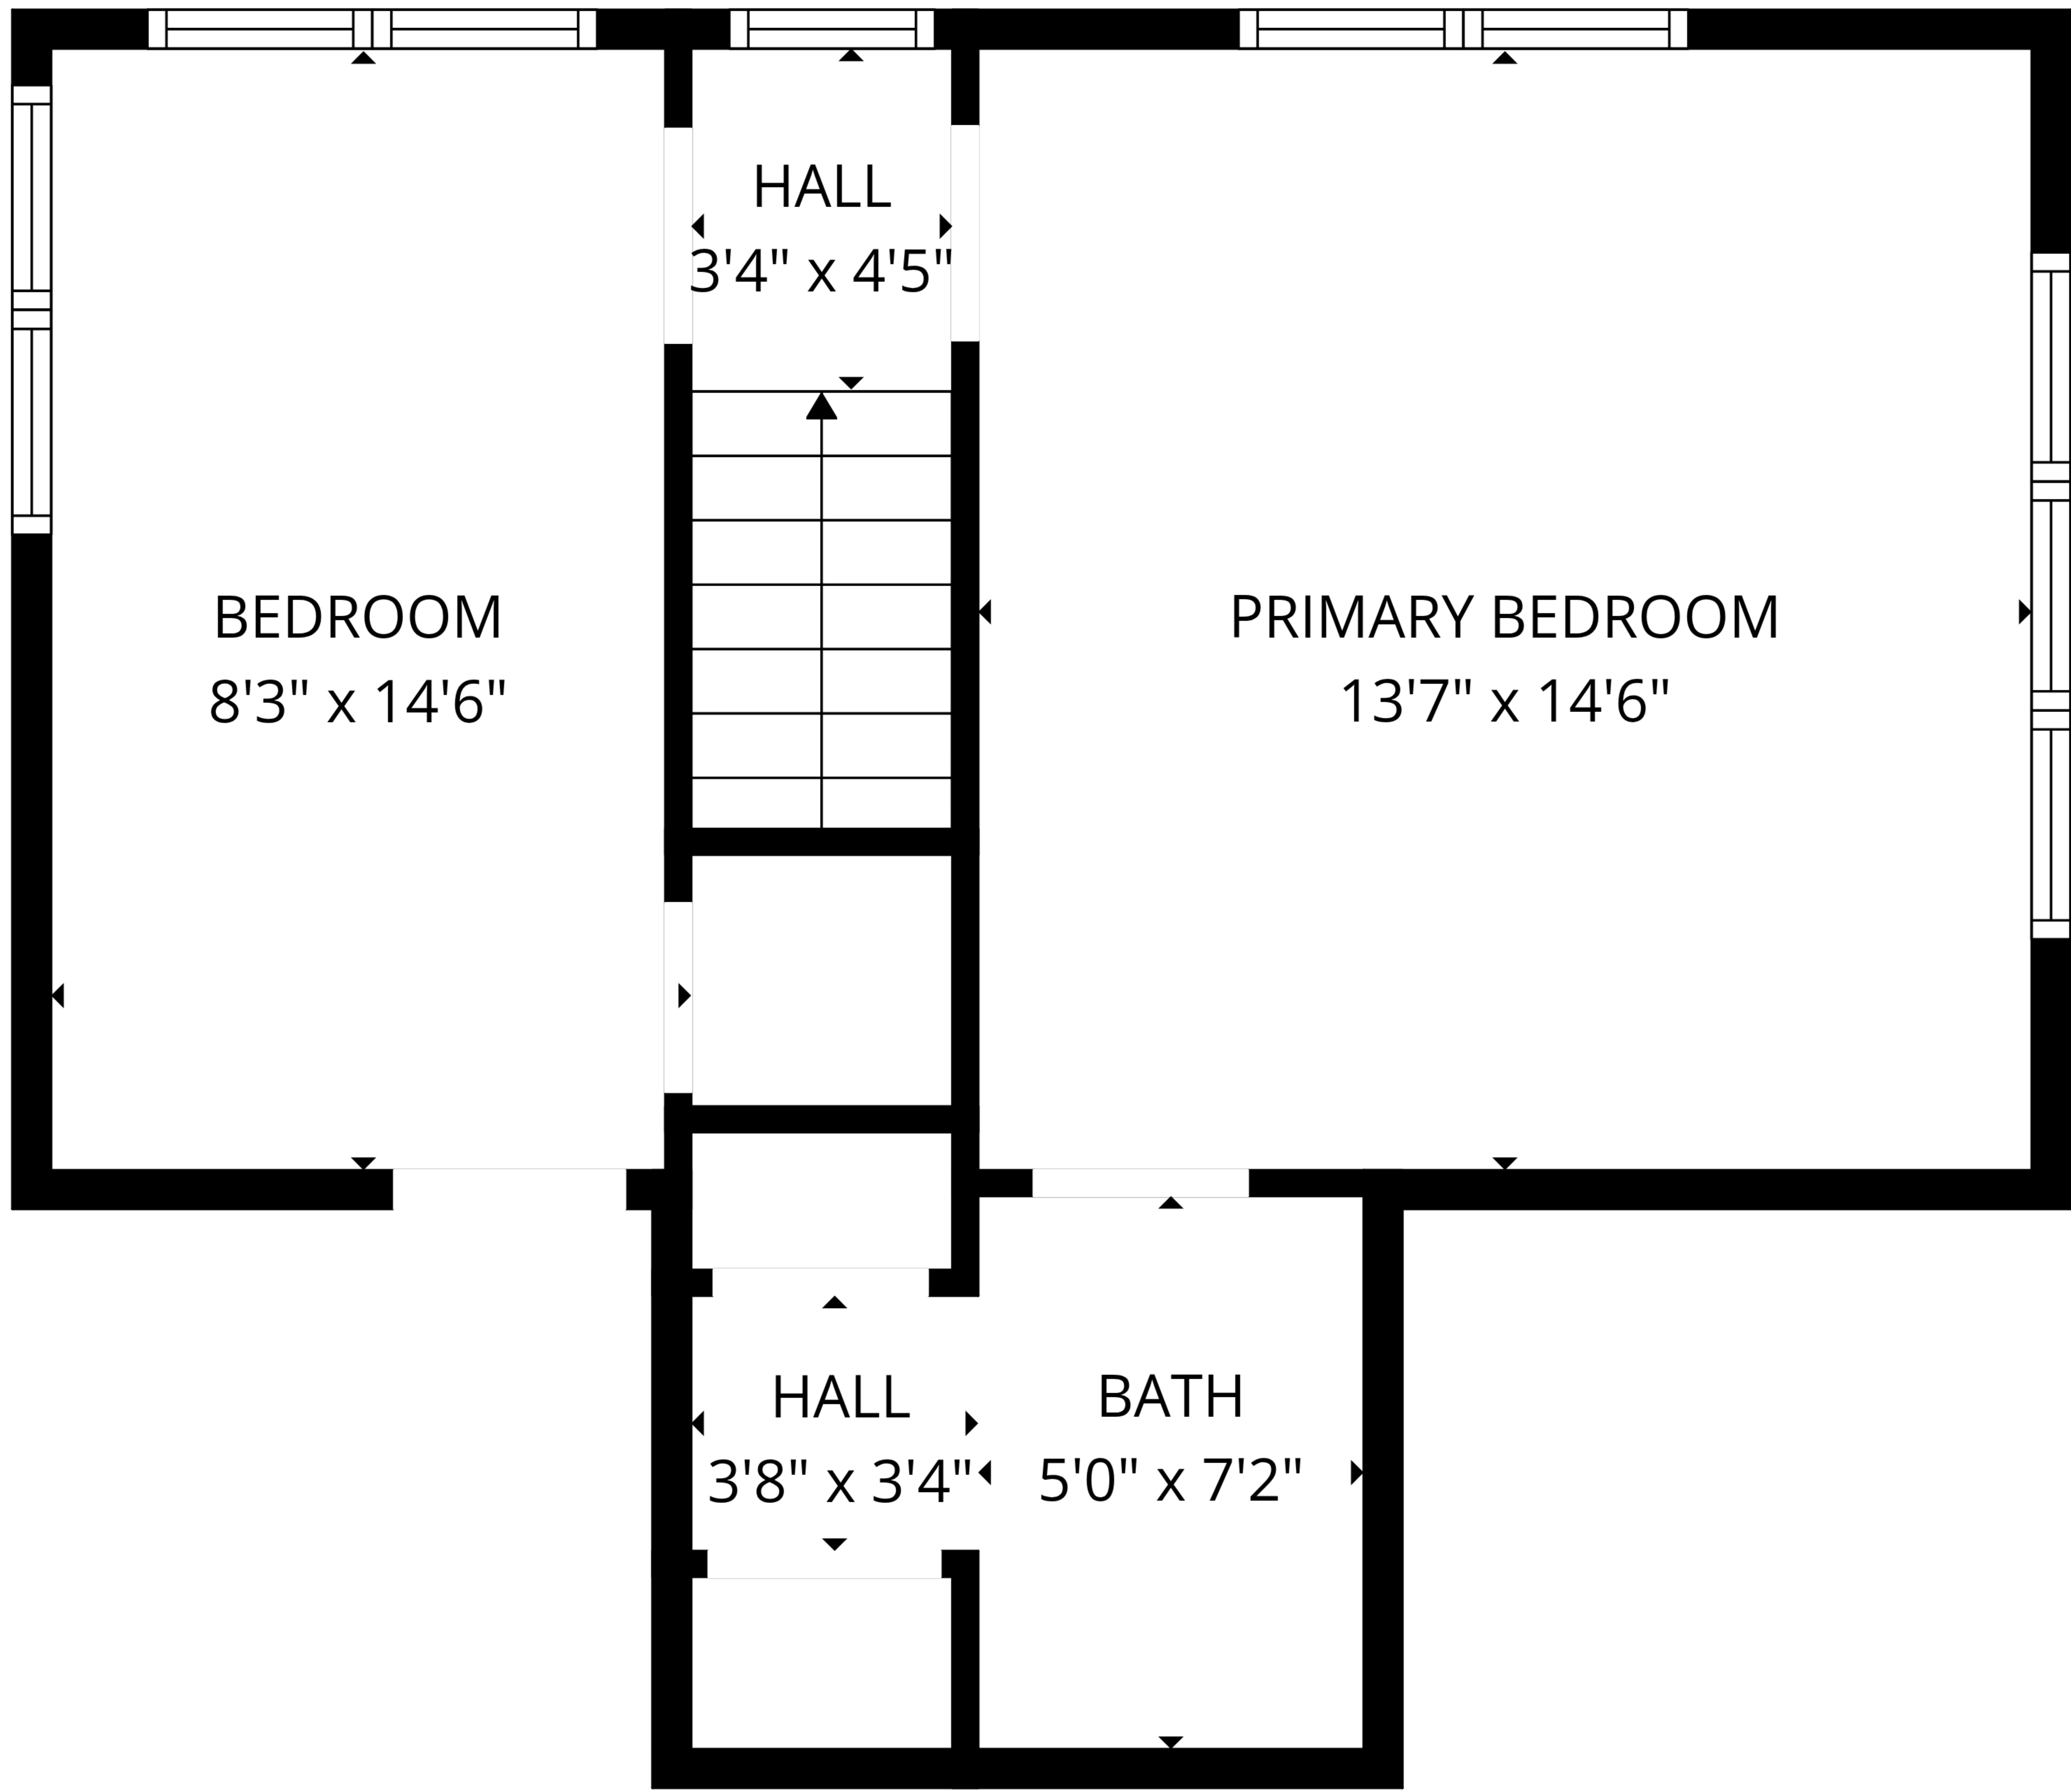 HALL
3'4" x 4'5"
BEDROOM
8'3" x 14'6"
PRIMARY BEDROOM
13'7" x 14'6"
HALL
3'8" x 3'4"
BATH
5'0" x 7'2"